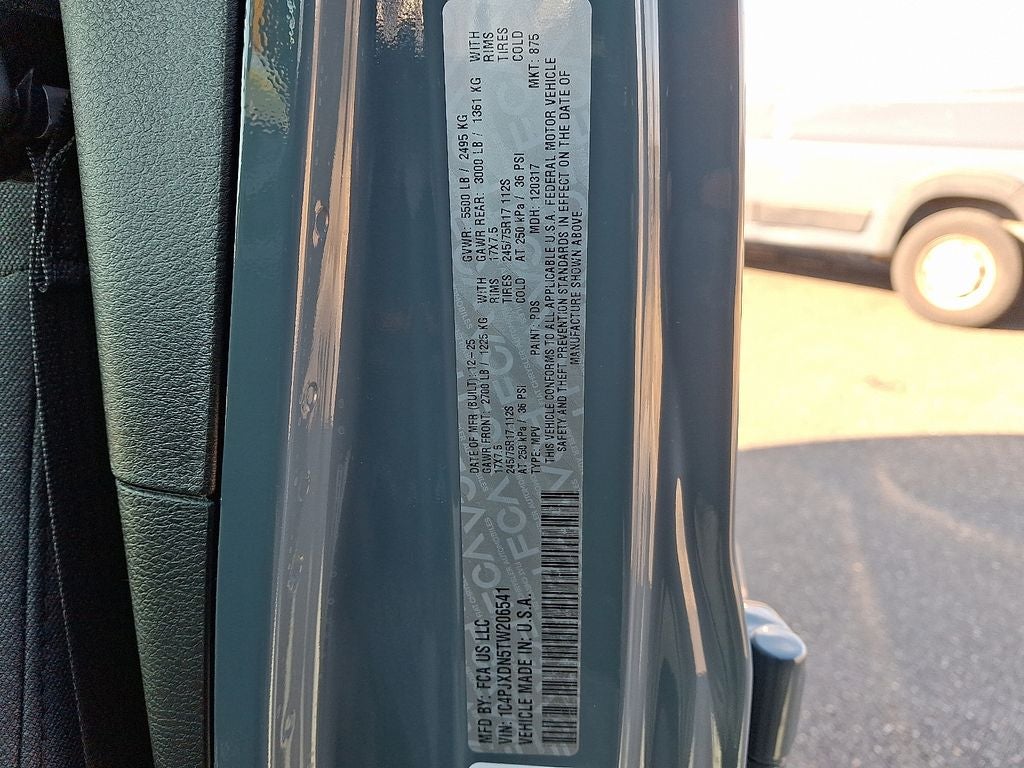 MFD BY: FCA US LLC
VIN: 1C4PJXDN5TW206541
VEHICLE MADE IN: U.S.A.
DATE OF MFR (BUILT): 12-25 GVWR: 5500 LB / 2495 KG
GAWR FRONT: 2700 LB / 1225 KG WITH GAWR REAR: 3000 LB / 1361 KG WITH
17X7.5 RIMS 17X7.5 RIMS
245/75R17 112S TIRES 245/75R17 112S TIRES
AT 250 kPa / 36 PSI COLD AT 250 kPa / 36 PSI COLD
TYPE: MPV PAINT: PDS MDH: 120317 MKT: 875
THIS VEHICLE CONFORMS TO ALL APPLICABLE U.S.A. FEDERAL MOTOR VEHICLE
SAFETY AND THEFT PREVENTION STANDARDS IN EFFECT ON THE DATE OF
MANUFACTURE SHOWN ABOVE.